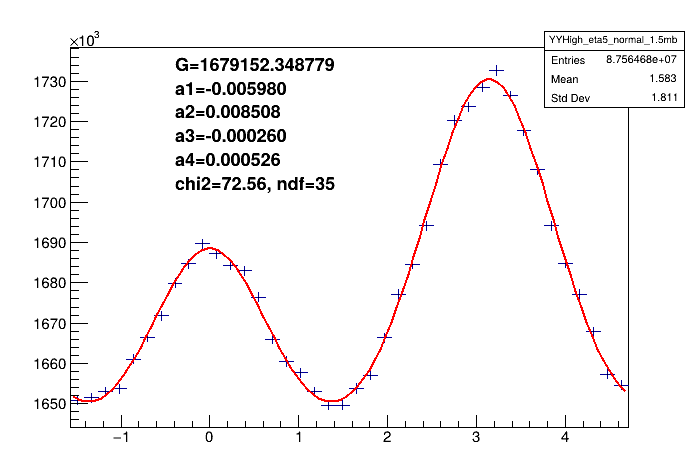 ×10³
YYHigh_eta5_normal_1.5mb
Entries 8.756468e+07
Mean 1.583
Std Dev 1.811
G=1679152.348779
a1=-0.005980
a2=0.008508
a3=-0.000260
a4=0.000526
chi2=72.56, ndf=35
1730
1720
1710
1700
1690
1680
1670
1660
1650
−1 0 1 2 3 4